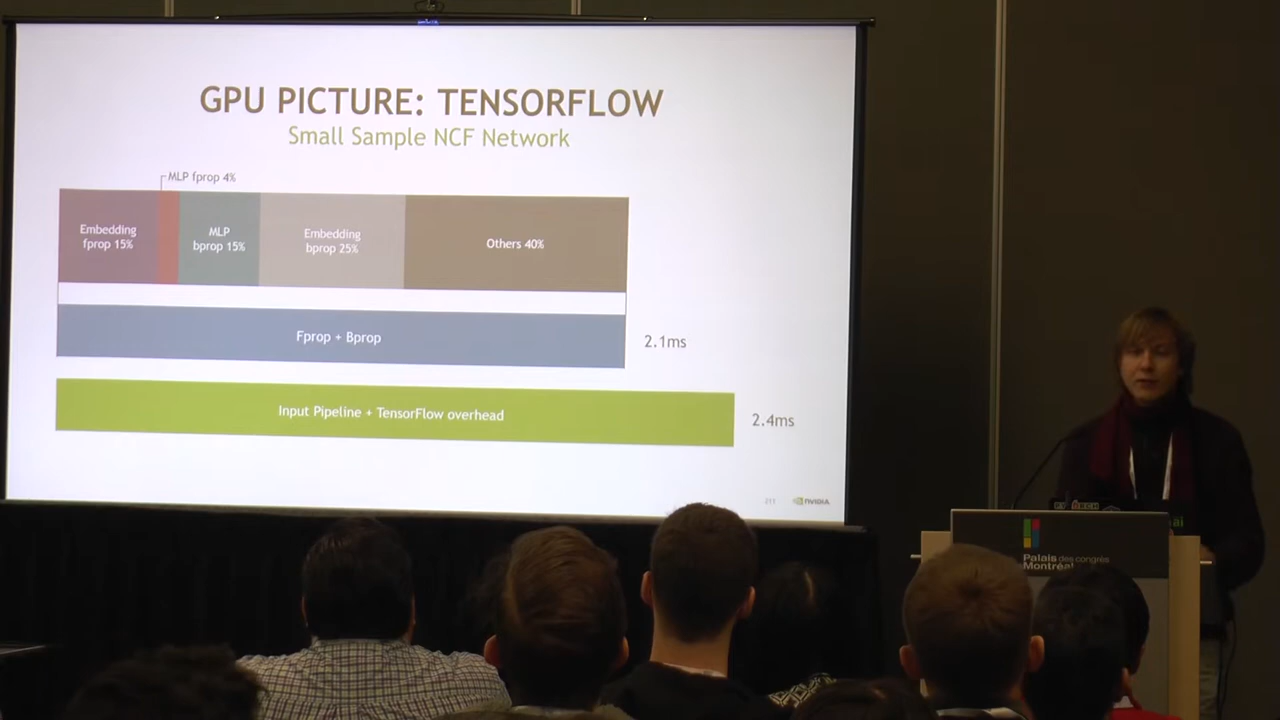 GPU PICTURE: TENSORFLOW
Small Sample NCF Network
MLP fprop 4%
Embedding
fprop 15%
MLP
bprop 15%
Embedding
bprop 25%
Others 40%
Fprop + Bprop
2.1ms
Input Pipeline + TensorFlow overhead
2.4ms
NVIDIA
Palais des congrès
Montréal